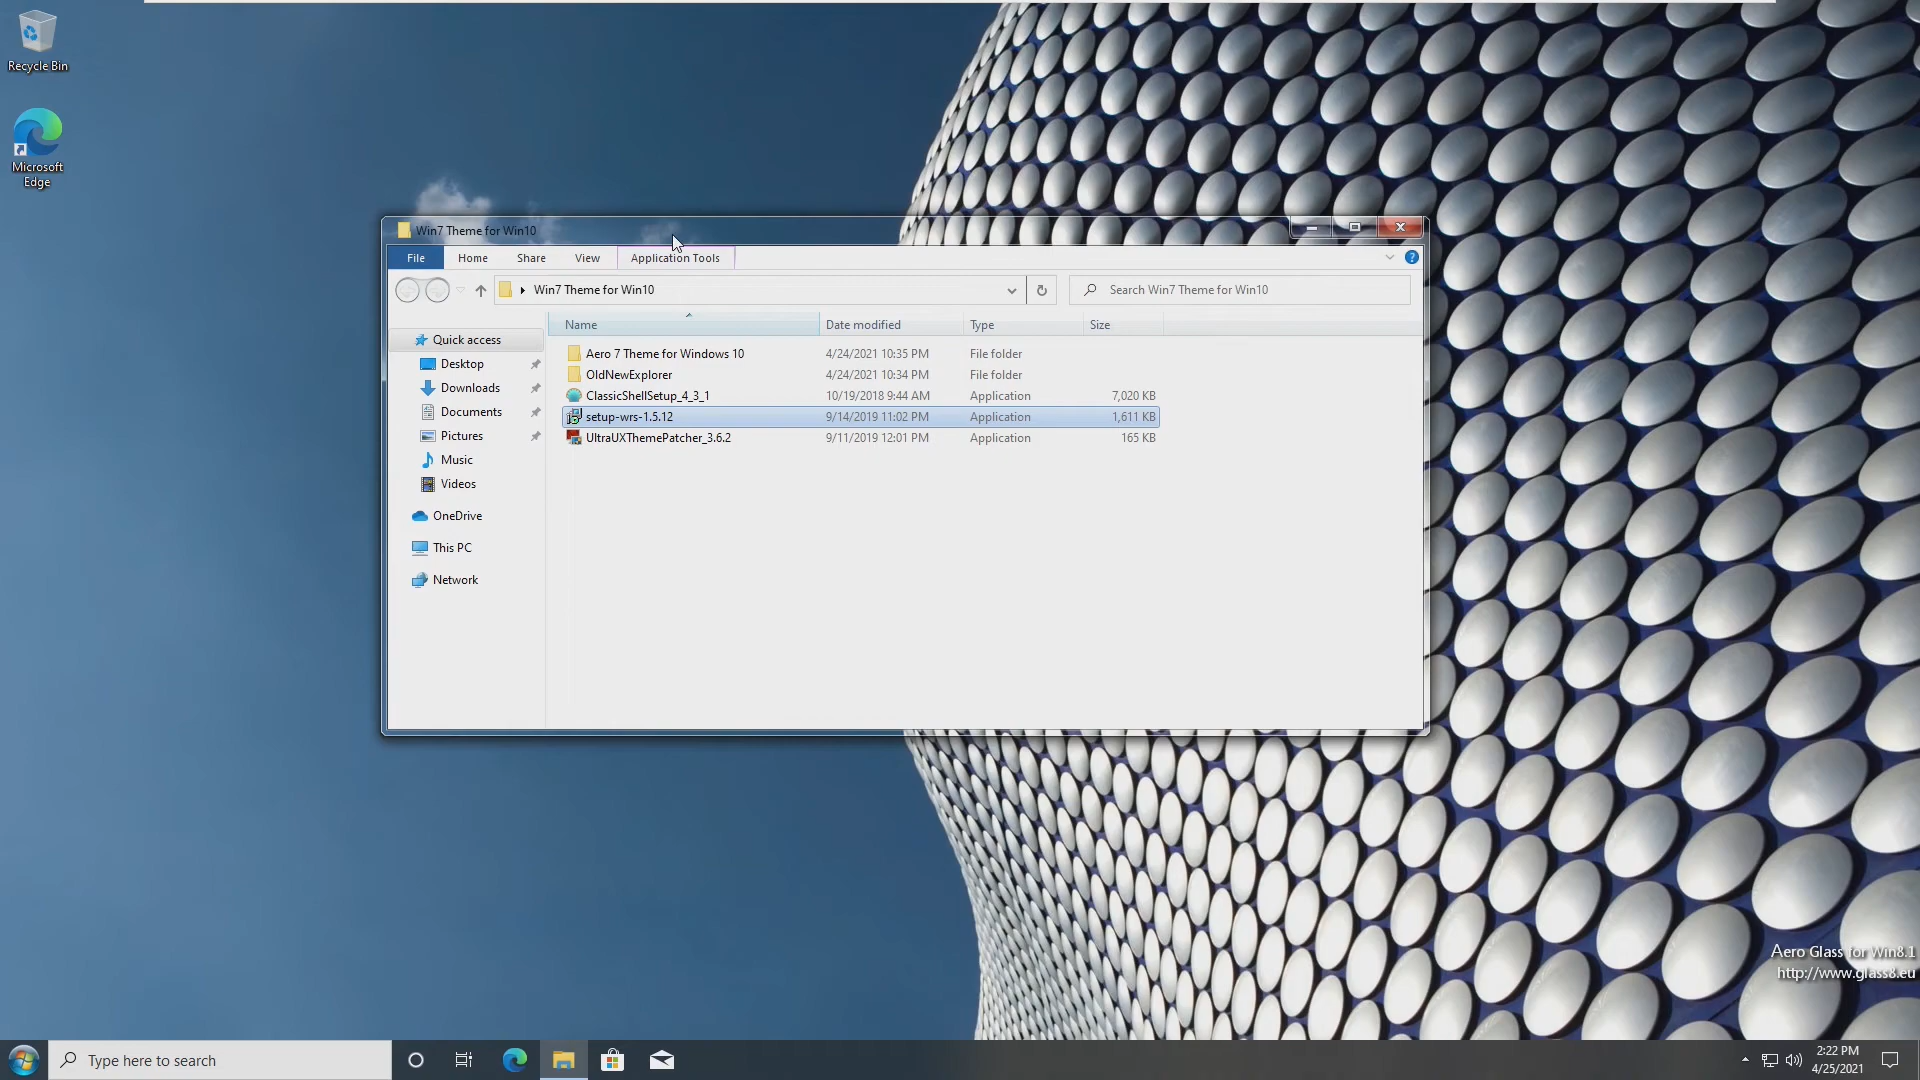 Recycle Bin
Microsoft
Edge
Win7 Theme for Win10
File Home Share View Application Tools
Win7 Theme for Win10
Search Win7 Theme for Win10
Name Date modified Type Size
Quick access
Desktop
Downloads
Documents
Pictures
Music
Videos
OneDrive
This PC
Network
Aero 7 Theme for Windows 10 4/24/2021 10:35 PM File folder
OldNewExplorer 4/24/2021 10:34 PM File folder
ClassicShellSetup_4_3_1 10/19/2018 9:44 AM Application 7,020 KB
setup-wrs-1.5.12 9/14/2019 11:02 PM Application 1,611 KB
UltraUXThemePatcher_3.6.2 9/11/2019 12:01 PM Application 165 KB
Aero Glass for Win8.1
http://www.glass8.eu
Type here to search
2:22 PM
4/25/2021